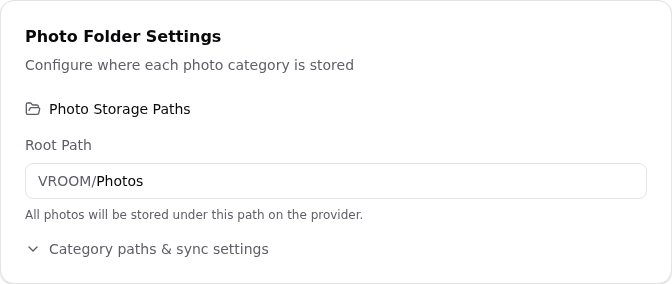 Photo Folder Settings
Configure where each photo category is stored
Photo Storage Paths
Root Path
VROOM/Photos
All photos will be stored under this path on the provider.
Category paths & sync settings